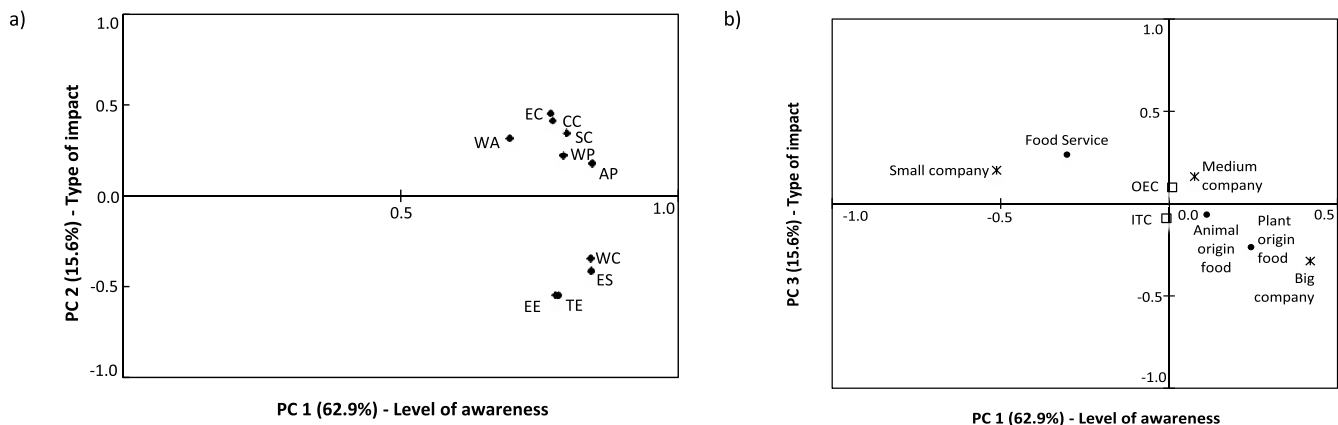 a)
1.0
0.5
0.0
-0.5
-1.0
0.5
1.0
EC
CC
SC
WA
WP
AP
WC
ES
EE
TE
PC 2 (15.6%) - Type of impact
PC 1 (62.9%) - Level of awareness
b)
1.0
0.5
-0.5
-1.0
-1.0
-0.5
0.0
0.5
Food Service
Small company
Medium
company
OEC
ITC
Animal
origin
food
Plant
origin
food
Big
company
PC 3 (15.6%) - Type of impact
PC 1 (62.9%) - Level of awareness